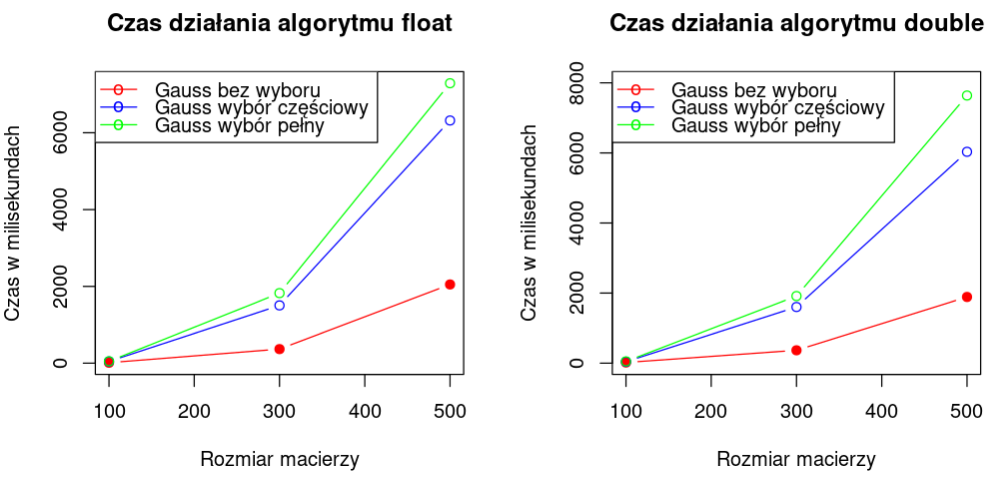 Czas działania algorytmu float
Gauss bez wyboru
Gauss wybór częściowy
Gauss wybór pełny
Czas w milisekundach
6000
4000
2000
0
100 200 300 400 500
Rozmiar macierzy
Czas działania algorytmu double
Gauss bez wyboru
Gauss wybór częściowy
Gauss wybór pełny
Czas w milisekundach
8000
6000
4000
2000
0
100 200 300 400 500
Rozmiar macierzy